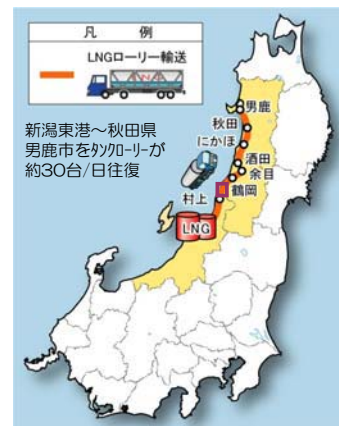 凡 例
LNGローリー輸送
新潟東港～秋田県
男鹿市をﾀﾝｸﾛｰﾘｰが
約30台/日往復
男鹿
秋田
にかほ
酒田
余目
鶴岡
村上
LNG